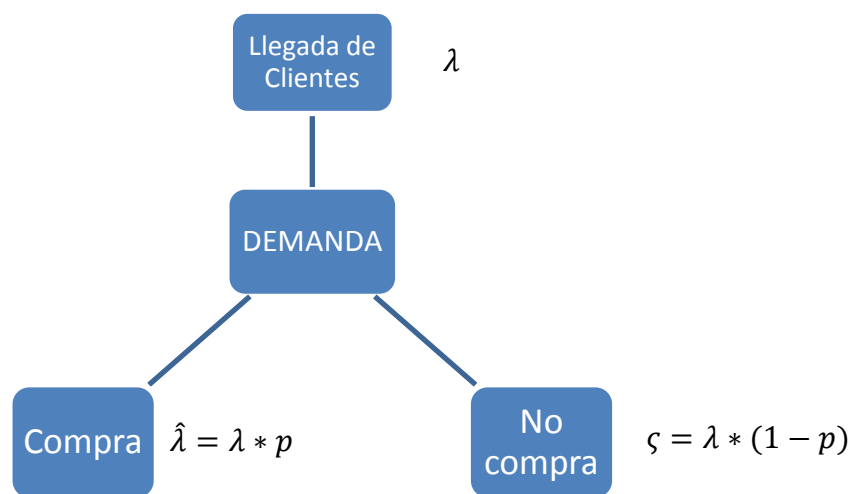 Llegada de
Clientes
λ
DEMANDA
Compra
λ̂ = λ ∗ p
No
compra
ς = λ ∗ (1 − p)